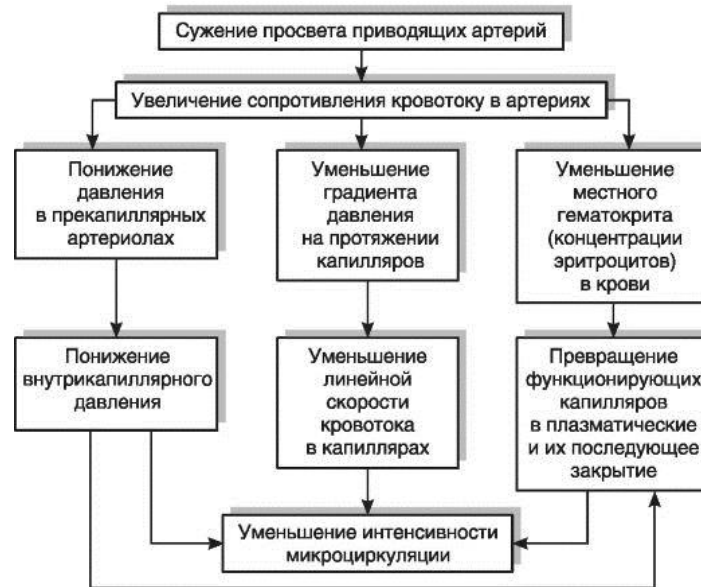 Сужение просвета приводящих артерий
Увеличение сопротивления кровотоку в артериях
Понижение
давления
в прекапиллярных
артериолах
Уменьшение
градиента
давления
на протяжении
капилляров
Уменьшение
местного
гематокрита
(концентрации
эритроцитов)
в крови
Понижение
внутрикапиллярного
давления
Уменьшение
линейной
скорости
кровотока
в капиллярах
Превращение
функционирующих
капилляров
в плазматические
и их последующее
закрытие
Уменьшение интенсивности
микроциркуляции